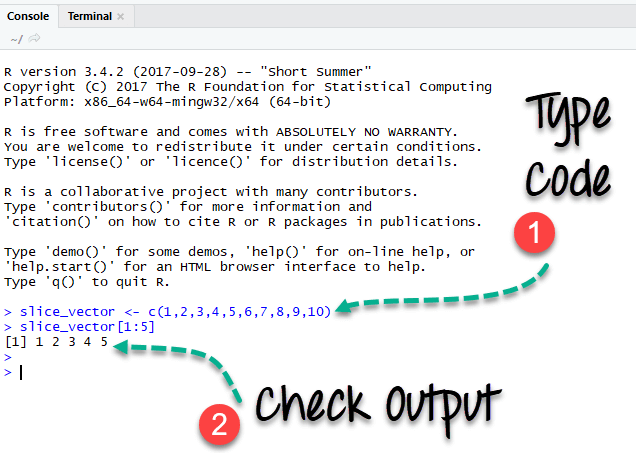 Console Terminal ×
~/
R version 3.4.2 (2017-09-28) -- "Short Summer"
Copyright (C) 2017 The R Foundation for Statistical Computing
Platform: x86_64-w64-mingw32/x64 (64-bit)
R is free software and comes with ABSOLUTELY NO WARRANTY.
You are welcome to redistribute it under certain conditions.
Type 'license()' or 'licence()' for distribution details.
R is a collaborative project with many contributors.
Type 'contributors()' for more information and
'citation()' on how to cite R or R packages in publications.
Type 'demo()' for some demos, 'help()' for on-line help, or
'help.start()' for an HTML browser interface to help.
Type 'q()' to quit R.
> slice_vector <- c(1,2,3,4,5,6,7,8,9,10)
> slice_vector[1:5]
[1] 1 2 3 4 5
>
>
Type
Code
1
2
Check Output